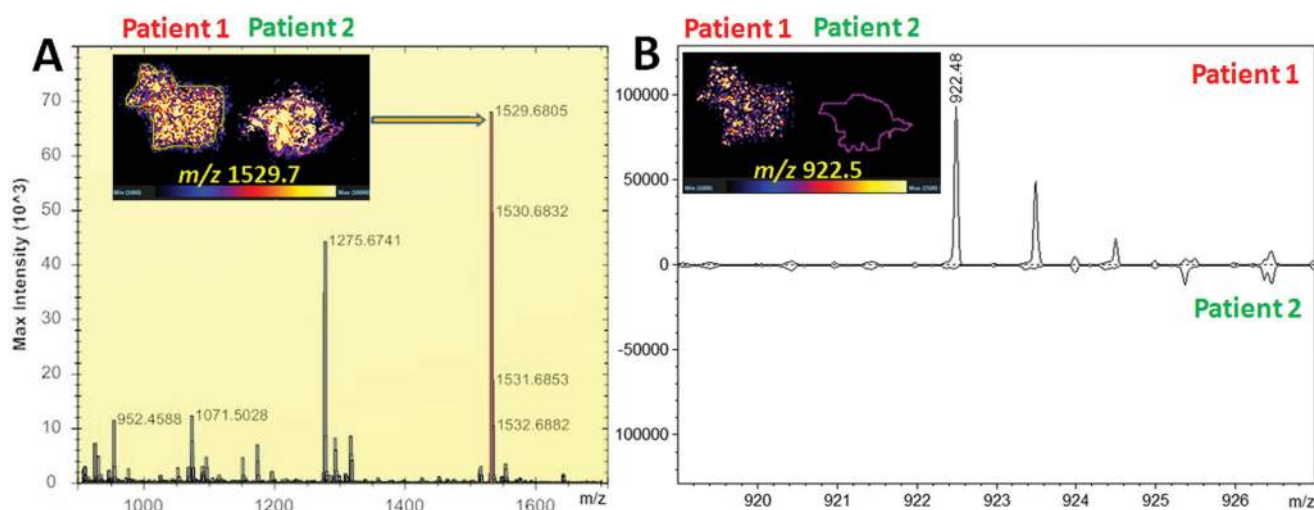 Patient 1 Patient 2
A
Max Intensity (10^3)
70
60
50
40
30
20
10
0
m/z 1529.7
1529.6805
1530.6832
1275.6741
1531.6853
1532.6882
952.4588
1071.5028
1000
1200
1400
1600
m/z
Patient 1 Patient 2
B
100000
50000
0
-50000
100000
m/z 922.5
922.48
Patient 1
Patient 2
920
921
922
923
924
925
926
m/z